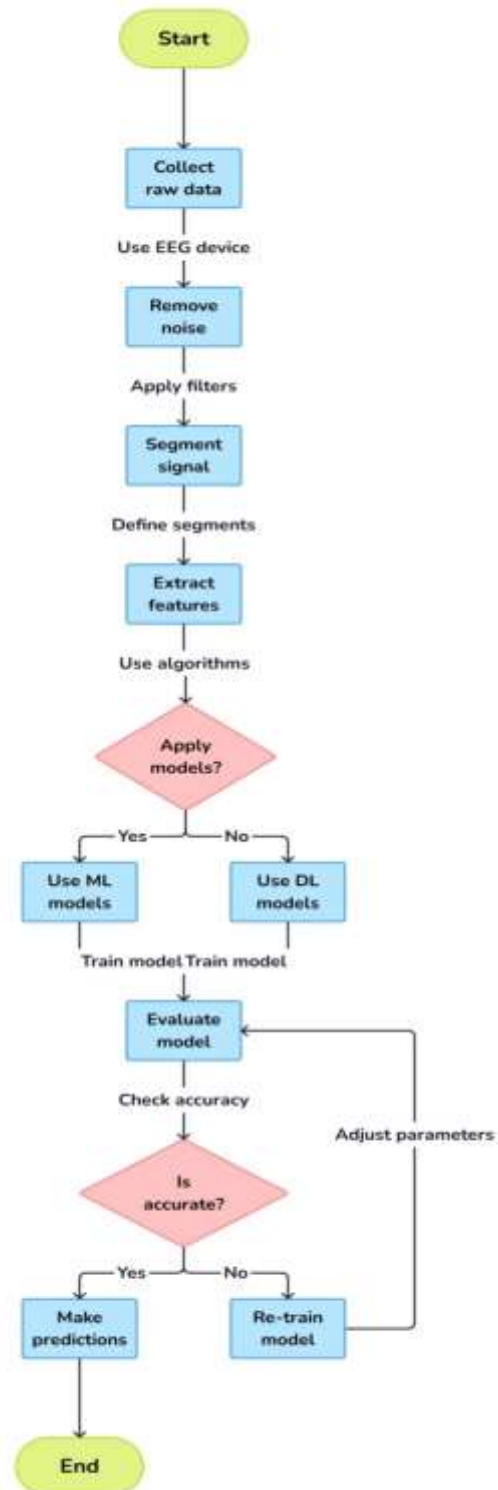 Start
Collect
raw data
Use EEG device
Remove
noise
Apply filters
Segment
signal
Define segments
Extract
features
Use algorithms
Apply
models?
Yes
No
Use ML
models
Use DL
models
Train model
Train model
Evaluate
model
Check accuracy
Adjust parameters
Is
accurate?
Yes
No
Make
predictions
Re-train
model
End